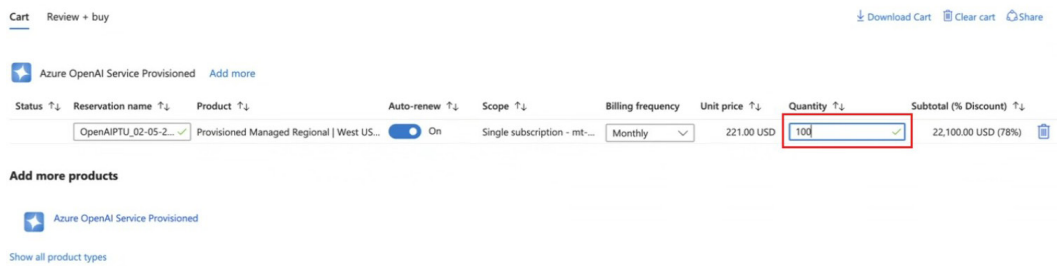 Cart Review + buy Download Cart Clear cart Share
Azure OpenAI Service Provisioned Add more
Status ↑↓ Reservation name ↑↓ Product ↑↓ Auto-renew ↑↓ Scope ↑↓ Billing frequency Unit price ↑↓ Quantity ↑↓ Subtotal (% Discount) ↑↓
OpenAIPTU_02-05-2... Provisioned Managed Regional | West US... On Single subscription - mt-... Monthly 221.00 USD 100 22,100.00 USD (78%)
Add more products
Azure OpenAI Service Provisioned
Show all product types